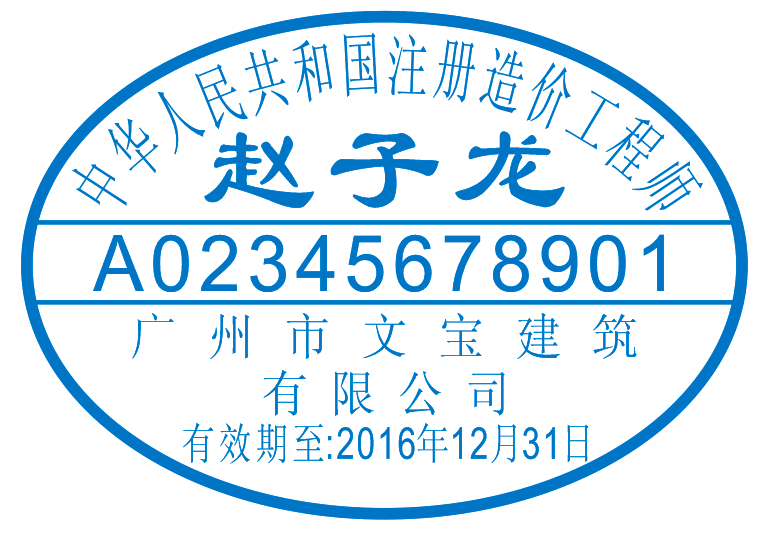 中华人民共和国注册造价工程师
赵子龙
A02345678901
广州市文宝建筑
有限公司
有效期至:2016年12月31日